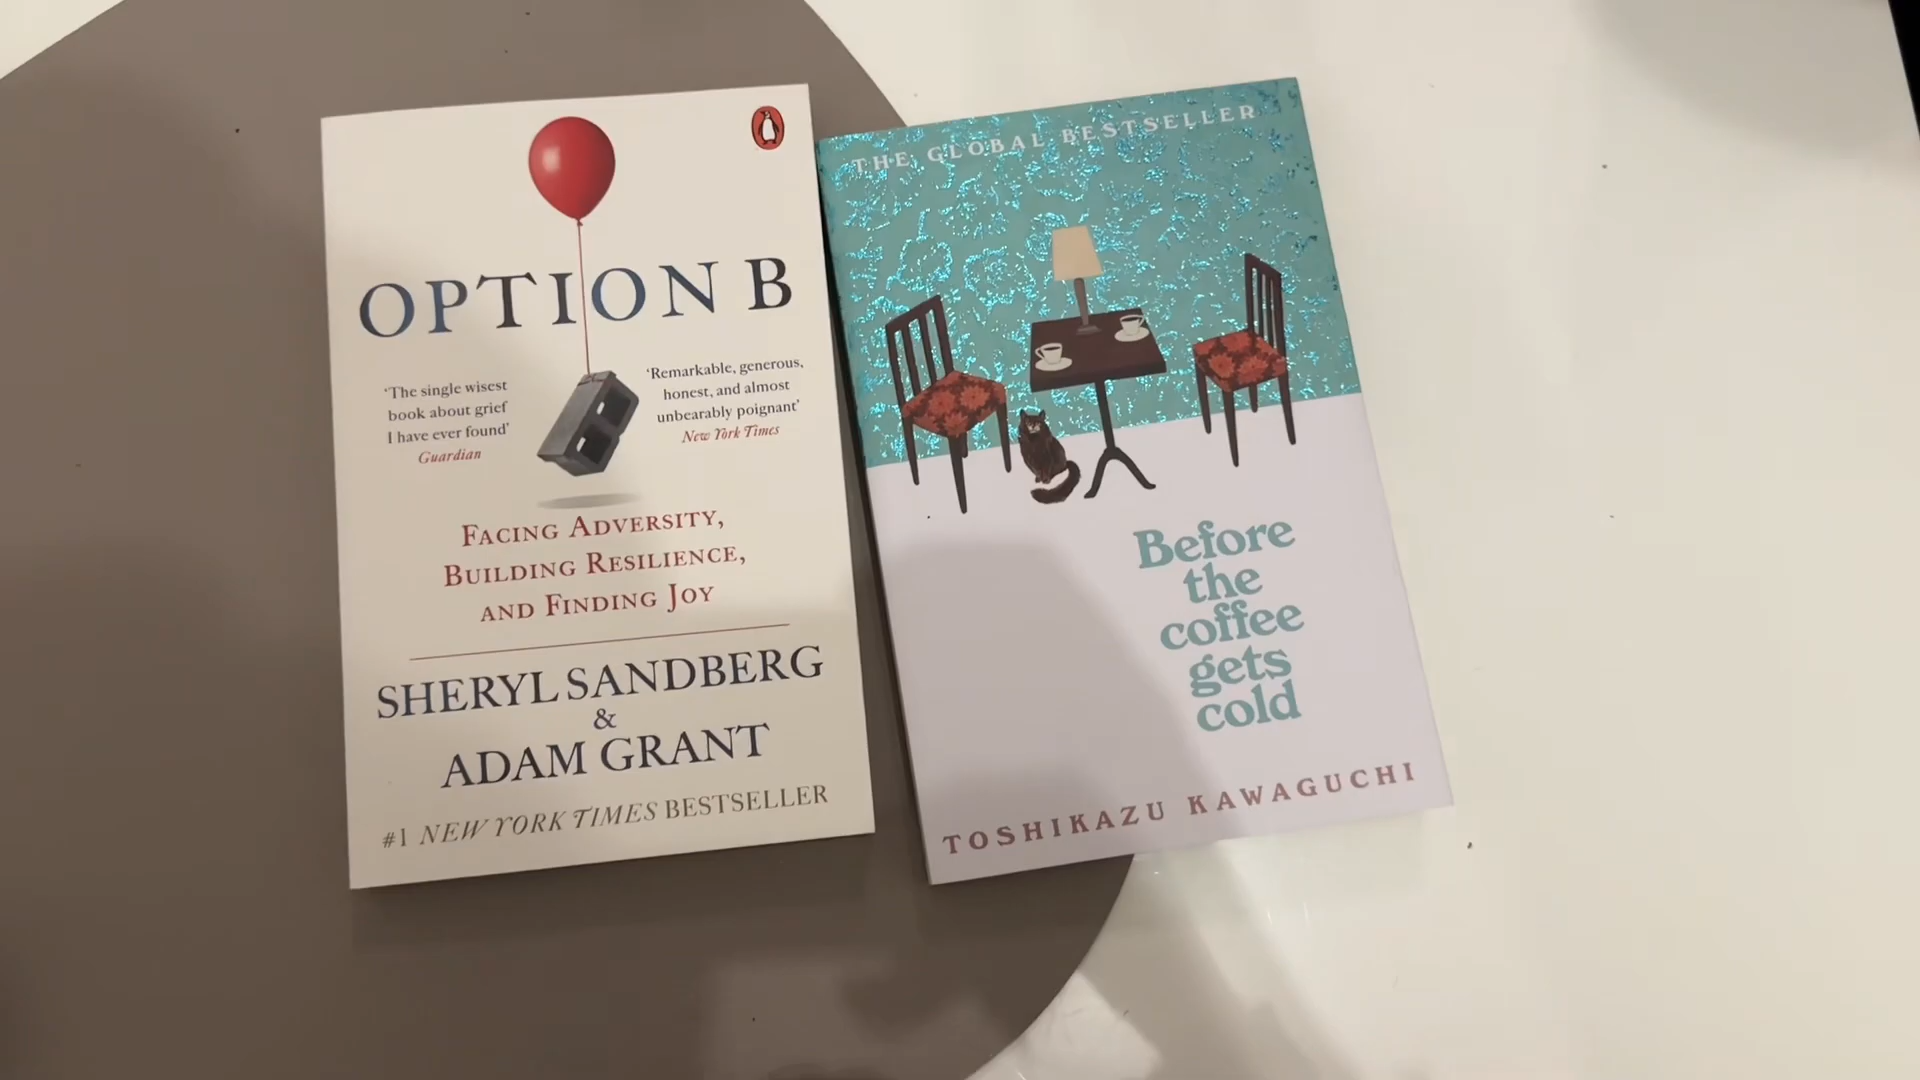 OPTION B
‘The single wisest
book about grief
I have ever found’
Guardian
‘Remarkable, generous,
honest, and almost
unbearably poignant’
New York Times
FACING ADVERSITY,
BUILDING RESILIENCE,
AND FINDING JOY
SHERYL SANDBERG
&
ADAM GRANT
#1 NEW YORK TIMES BESTSELLER
THE GLOBAL BESTSELLER
Before
the
coffee
gets
cold
TOSHIKAZU KAWAGUCHI